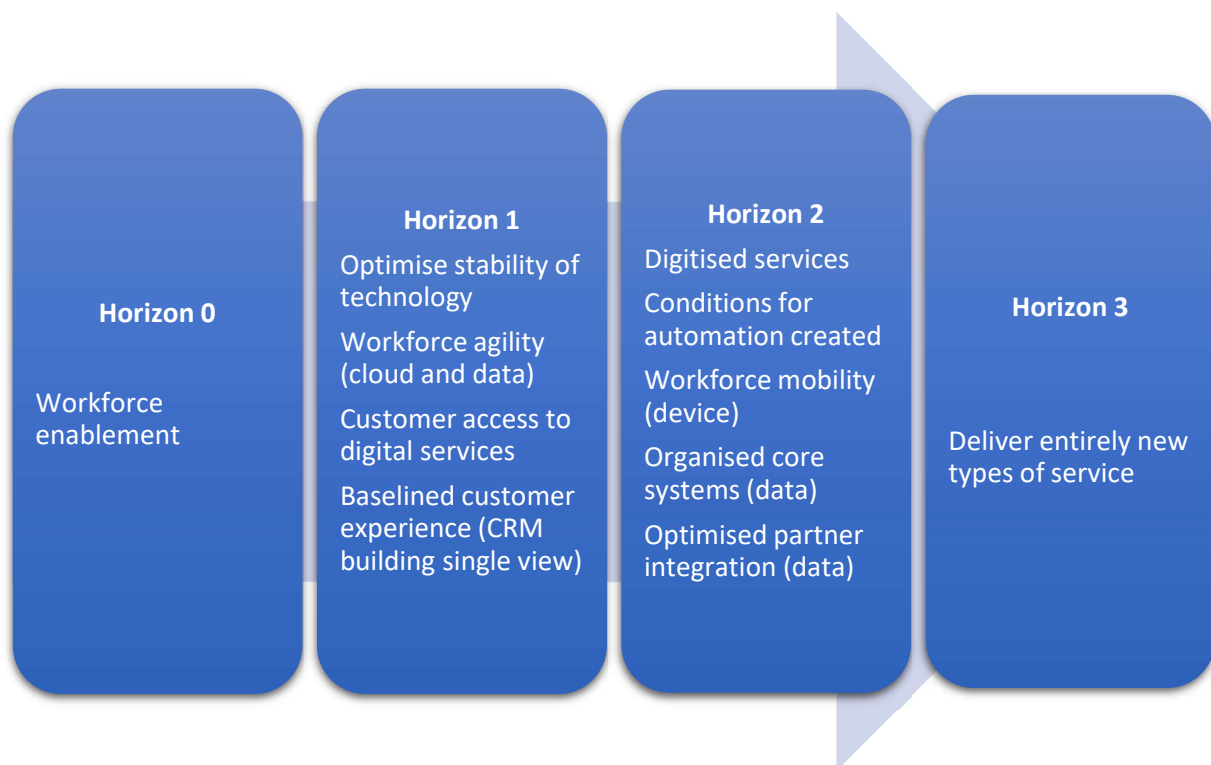 Horizon 0
Workforce
enablement
Horizon 1
Optimise stability of
technology
Workforce agility
(cloud and data)
Customer access to
digital services
Baselined customer
experience (CRM
building single view)
Horizon 2
Digitised services
Conditions for
automation created
Workforce mobility
(device)
Organised core
systems (data)
Optimised partner
integration (data)
Horizon 3
Deliver entirely new
types of service